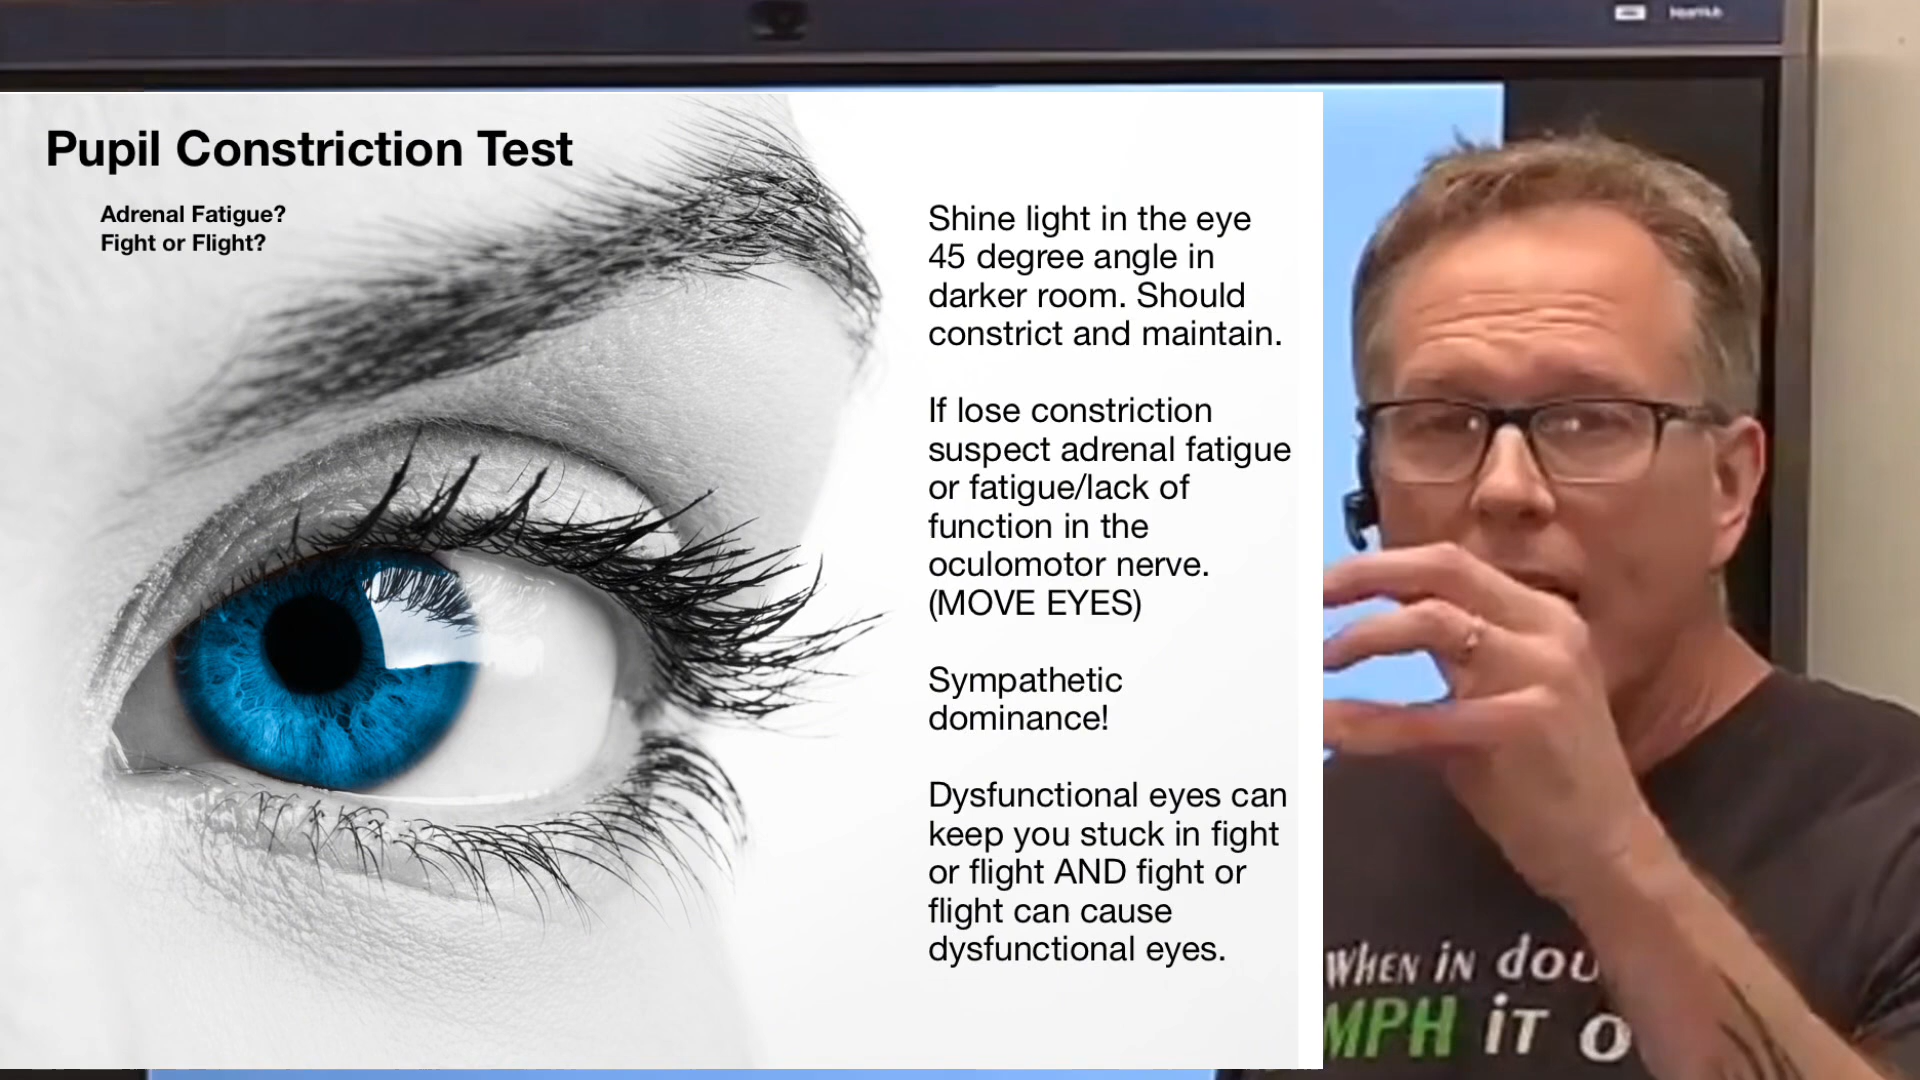 Pupil Constriction Test
Adrenal Fatigue?
Fight or Flight?
Shine light in the eye
45 degree angle in
darker room. Should
constrict and maintain.
If lose constriction
suspect adrenal fatigue
or fatigue/lack of
function in the
oculomotor nerve.
(MOVE EYES)
Sympathetic
dominance!
Dysfunctional eyes can
keep you stuck in fight
or flight AND fight or
flight can cause
dysfunctional eyes.
WHEN iN dou
MPH iT O